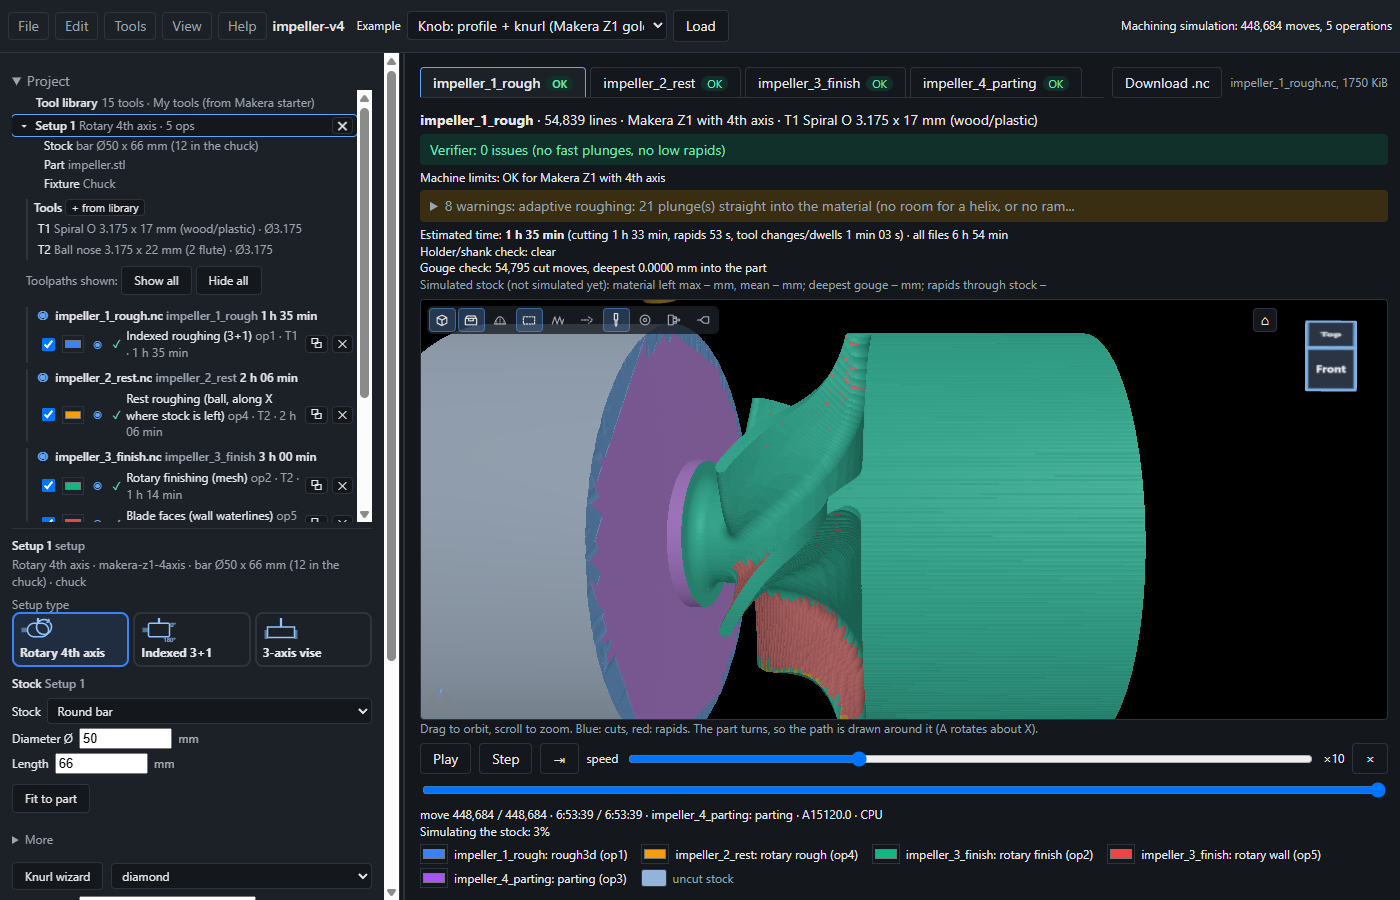 File Edit Tools View Help impeller-v4 Example Knob: profile + knurl (Makera Z1 gol Load Machining simulation: 448,684 moves, 5 operations
Project
Tool library 15 tools · My tools (from Makera starter)
Setup 1 Rotary 4th axis · 5 ops
Stock bar Ø50 x 66 mm (12 in the chuck)
Part impeller.stl
Fixture Chuck
Tools + from library
T1 Spiral O 3.175 x 17 mm (wood/plastic) · Ø3.175
T2 Ball nose 3.175 x 22 mm (2 flute) · Ø3.175
Toolpaths shown: Show all Hide all
impeller_1_rough.nc impeller_1_rough 1 h 35 min
Indexed roughing (3+1) op1 · T1
· 1 h 35 min
impeller_2_rest.nc impeller_2_rest 2 h 06 min
Rest roughing (ball, along X
where stock is left) op4 · T2 · 2 h
06 min
impeller_3_finish.nc impeller_3_finish 3 h 00 min
Rotary finishing (mesh) op2 · T2 ·
1 h 14 min
Blade faces (wall waterlines) op5
Setup 1 setup
Rotary 4th axis · makera-z1-4axis · bar Ø50 x 66 mm (12 in the
chuck) · chuck
Setup type
Rotary 4th axis Indexed 3+1 3-axis vise
Stock Setup 1
Stock Round bar
Diameter Ø 50 mm
Length 66 mm
Fit to part
More
Knurl wizard diamond
impeller_1_rough OK impeller_2_rest OK impeller_3_finish OK impeller_4_parting OK Download .nc impeller_1_rough.nc, 1750 KiB
impeller_1_rough · 54,839 lines · Makera Z1 with 4th axis · T1 Spiral O 3.175 x 17 mm (wood/plastic)
Verifier: 0 issues (no fast plunges, no low rapids)
Machine limits: OK for Makera Z1 with 4th axis
8 warnings: adaptive roughing: 21 plunge(s) straight into the material (no room for a helix, or no ram...
Estimated time: 1 h 35 min (cutting 1 h 33 min, rapids 53 s, tool changes/dwells 1 min 03 s) · all files 6 h 54 min
Holder/shank check: clear
Gouge check: 54,795 cut moves, deepest 0.0000 mm into the part
Simulated stock (not simulated yet): material left max – mm, mean – mm; deepest gouge – mm; rapids through stock –
Top
Front
Drag to orbit, scroll to zoom. Blue: cuts, red: rapids. The part turns, so the path is drawn around it (A rotates about X).
Play Step speed ×10 ×
move 448,684 / 448,684 · 6:53:39 / 6:53:39 · impeller_4_parting: parting · A15120.0 · CPU
Simulating the stock: 3%
impeller_1_rough: rough3d (op1) impeller_2_rest: rotary rough (op4) impeller_3_finish: rotary finish (op2) impeller_3_finish: rotary wall (op5)
impeller_4_parting: parting (op3) uncut stock